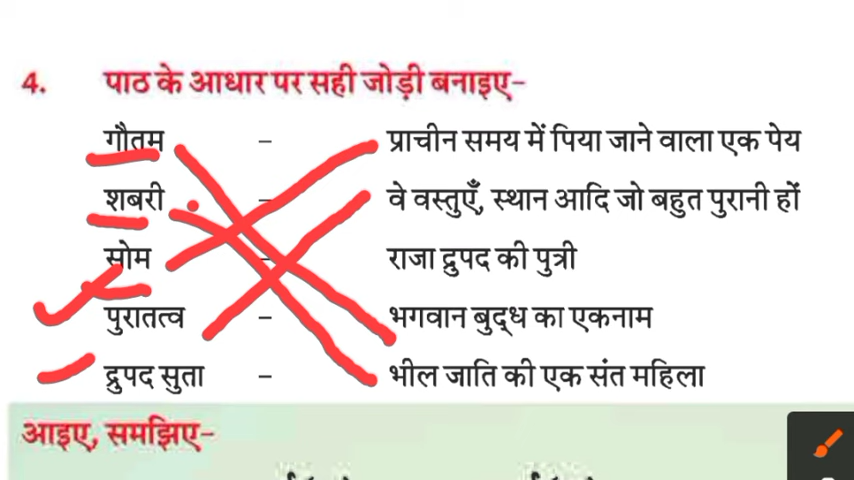 4. पाठ के आधार पर सही जोड़ी बनाइए-
गौतम - प्राचीन समय में पिया जाने वाला एक पेय
शबरी - वे वस्तुएँ, स्थान आदि जो बहुत पुरानी हों
सोम राजा द्रुपद की पुत्री
पुरातत्व - भगवान बुद्ध का एकनाम
द्रुपद सुता - भील जाति की एक संत महिला
आइए, समझिए-